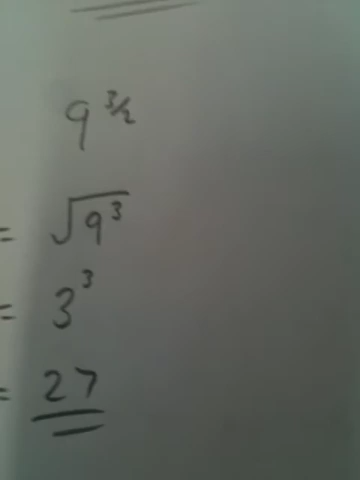 9^{3/2}
= √9³
= 3³
= 27